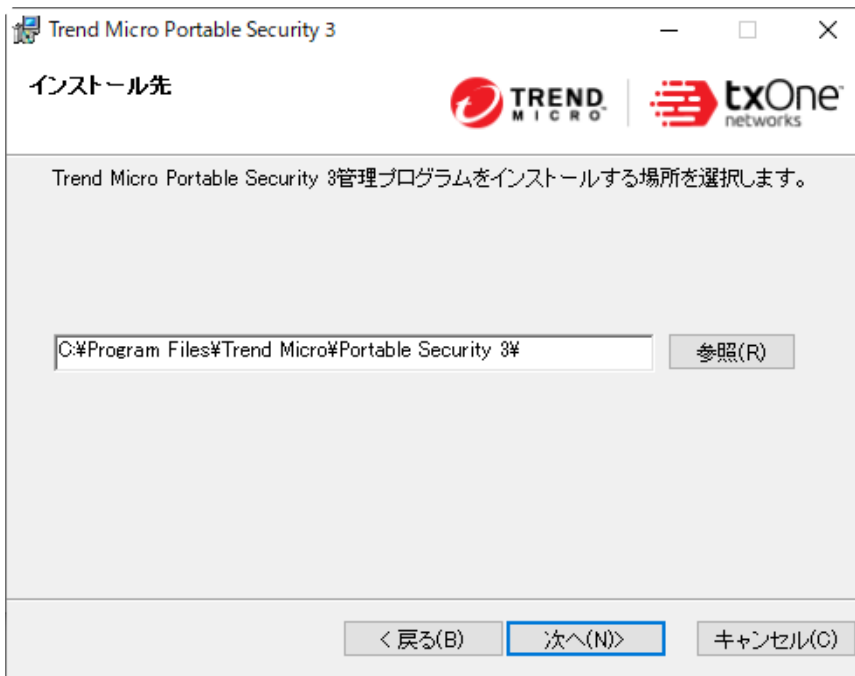 Trend Micro Portable Security 3
インストール先
TREND MICRO
txOne networks
Trend Micro Portable Security 3管理プログラムをインストールする場所を選択します。
C:¥Program Files¥Trend Micro¥Portable Security 3¥
参照(R)
< 戻る(B)
次へ(N)>
キャンセル(C)